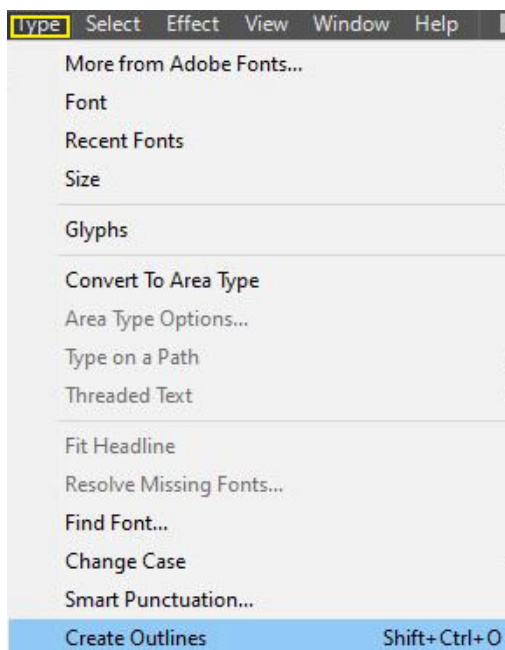 Type Select Effect View Window Help
More from Adobe Fonts...
Font
Recent Fonts
Size
Glyphs
Convert To Area Type
Area Type Options...
Type on a Path
Threaded Text
Fit Headline
Resolve Missing Fonts...
Find Font...
Change Case
Smart Punctuation...
Create Outlines Shift+Ctrl+O